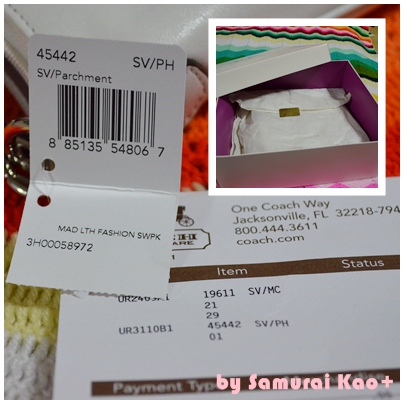 45442 SV/PH
SV/Parchment
8 85135 54806 7
MAD LTH FASHION SWPK
3H00058972
One Coach Way
Jacksonville, FL 32218-794
800.444.3611
coach.com
Item Status
19611 SV/MC
21
29
UR3110B1 45442 SV/PH
01
Payment Type
by Samurai Kao+